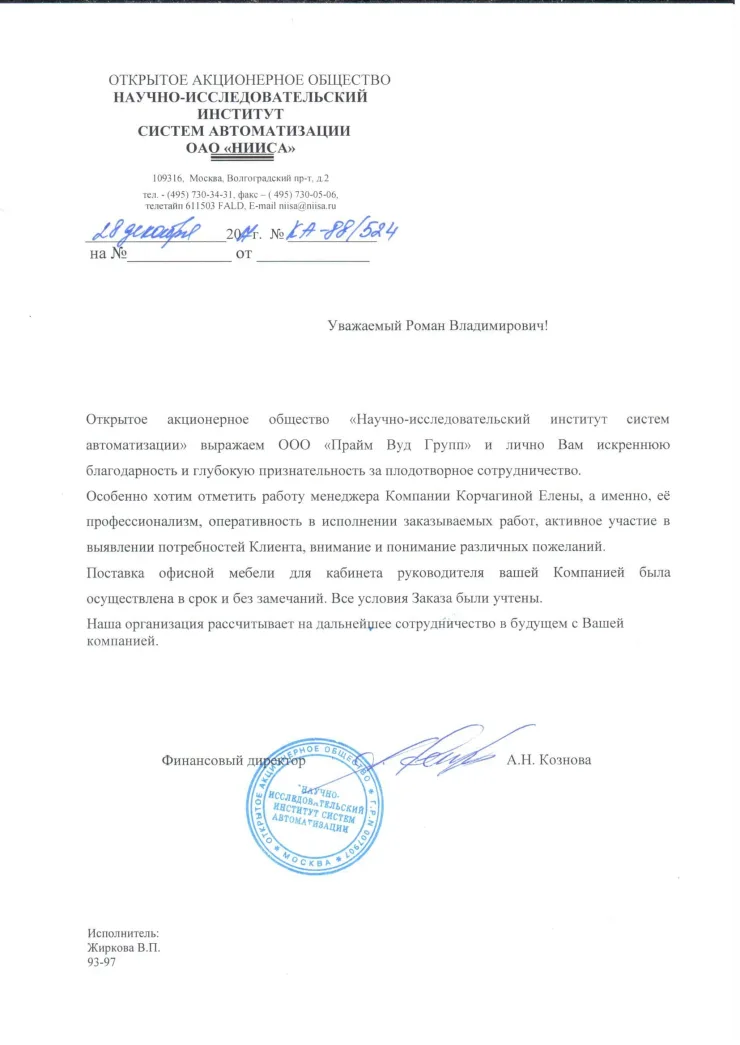 ОТКРЫТОЕ АКЦИОНЕРНОЕ ОБЩЕСТВО
НАУЧНО-ИССЛЕДОВАТЕЛЬСКИЙ
ИНСТИТУТ
СИСТЕМ АВТОМАТИЗАЦИИ
ОАО «НИИСА»
109316, Москва, Волгоградский пр-т, д.2
тел. - (495) 730-34-31, факс – ( 495) 730-05-06,
телетайп 611503 FALD, E-mail niisa@niisa.ru
28 декабря 20 г. № КА-88/524
на №_____________ от ______________
Уважаемый Роман Владимирович!
Открытое акционерное общество «Научно-исследовательский институт систем
автоматизации» выражаем ООО «Прайм Вуд Групп» и лично Вам искреннюю
благодарность и глубокую признательность за плодотворное сотрудничество.
Особенно хотим отметить работу менеджера Компании Корчагиной Елены, а именно, её
профессионализм, оперативность в исполнении заказываемых работ, активное участие в
выявлении потребностей Клиента, внимание и понимание различных пожеланий.
Поставка офисной мебели для кабинета руководителя вашей Компанией была
осуществлена в срок и без замечаний. Все условия Заказа были учтены.
Наша организация рассчитывает на дальнейшее сотрудничество в будущем с Вашей
компанией.
Финансовый директор А.Н. Кознова
ОТКРЫТОЕ АКЦИОНЕРНОЕ ОБЩЕСТВО * Г.Р.N 007907 * МОСКВА *
"НАУЧНО-
ИССЛЕДОВАТЕЛЬСКИЙ
ИНСТИТУТ СИСТЕМ
АВТОМАТИЗАЦИИ
Исполнитель:
Жиркова В.П.
93-97